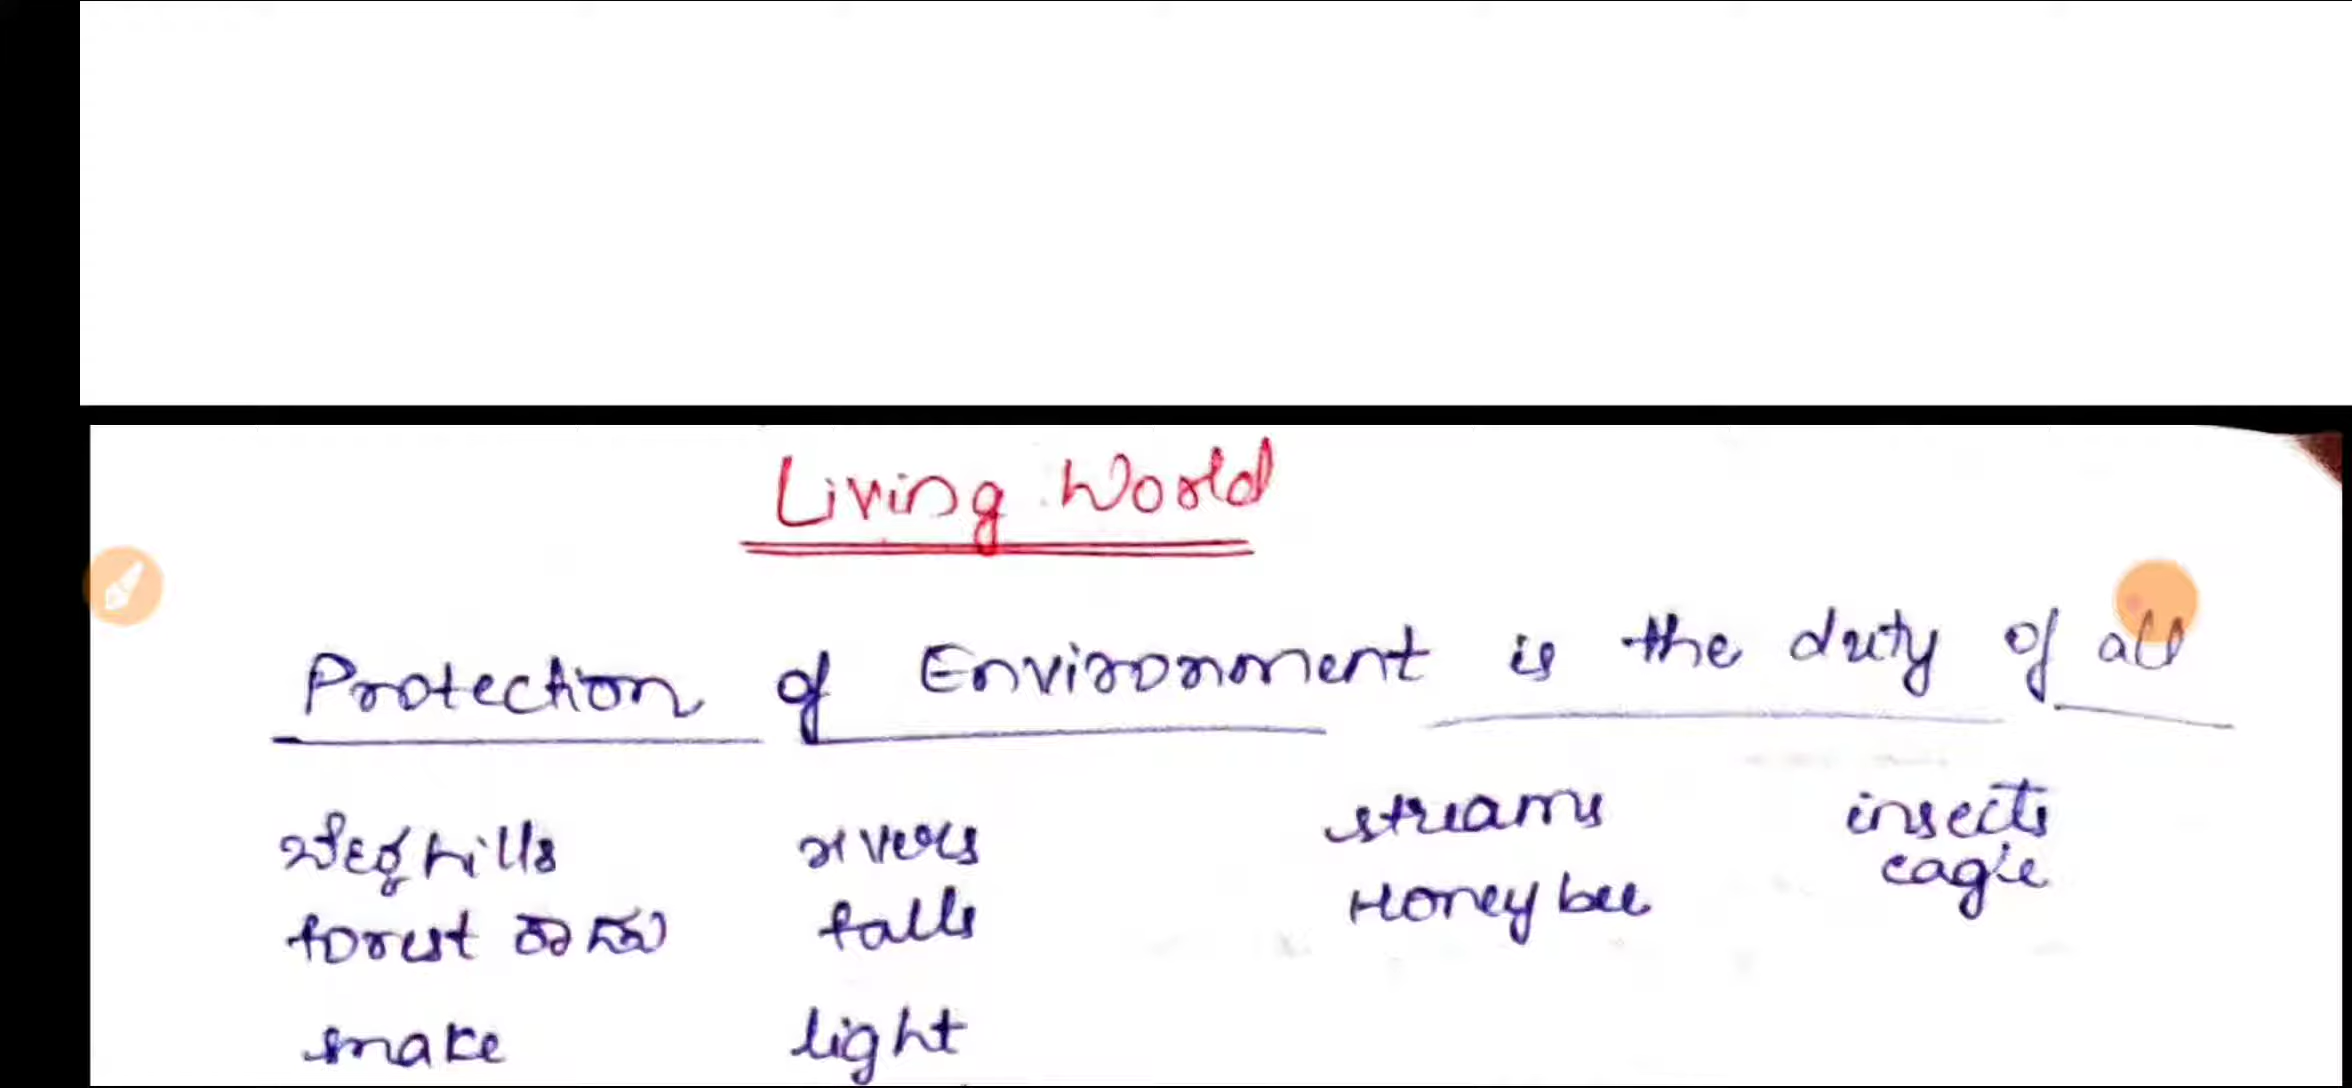 Living World
Protection of Environment is the duty of all
ಬೆಟ್ಟ hills rivers streams insects
forest ಕಾಡು falls Honey bee eagle
snake light